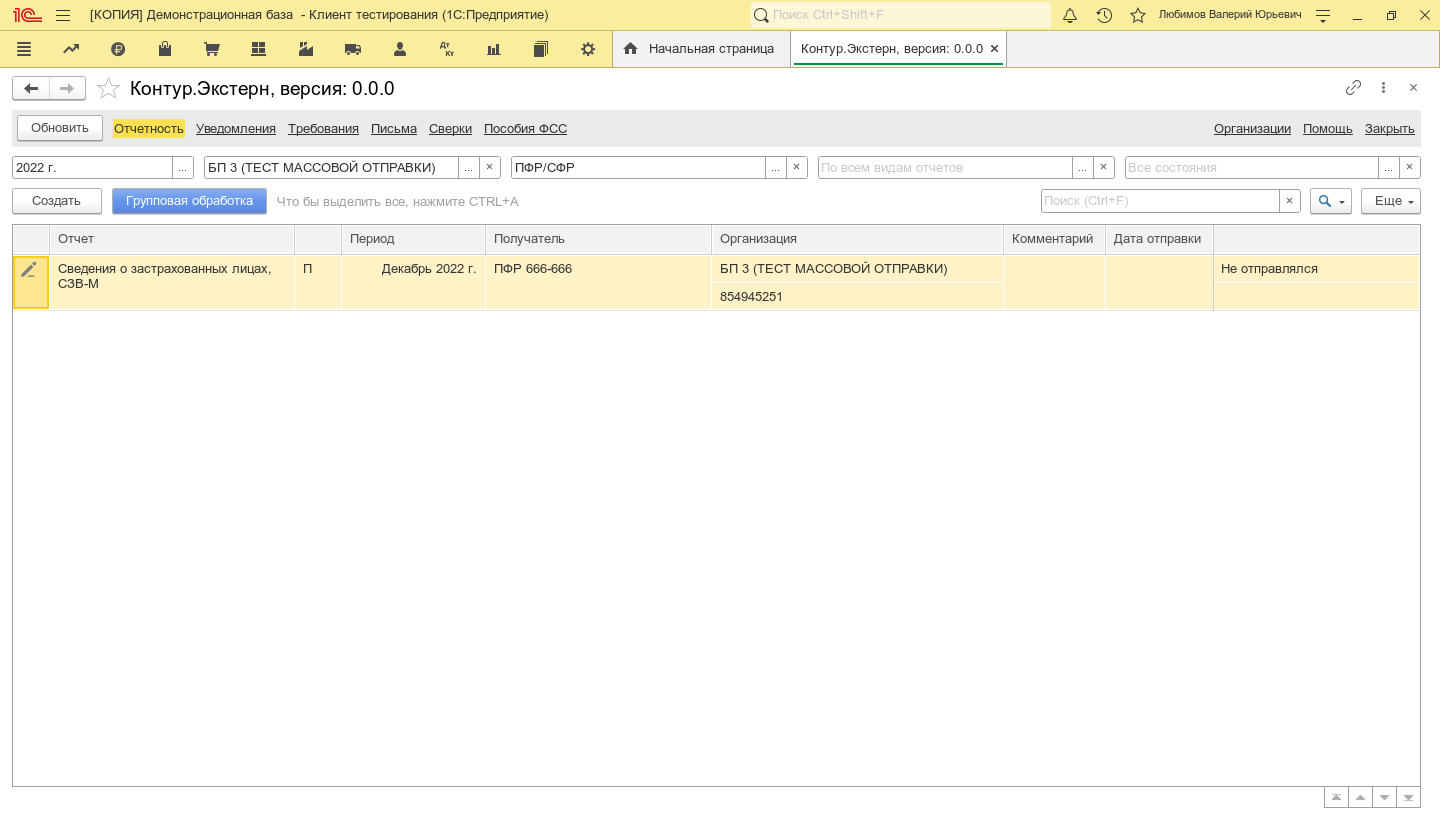 [КОПИЯ] Демонстрационная база - Клиент тестирования (1С:Предприятие)
Поиск Ctrl+Shift+F
Любимов Валерий Юрьевич
Дт Кт
Начальная страница
Контур.Экстерн, версия: 0.0.0
Контур.Экстерн, версия: 0.0.0
Обновить Отчетность Уведомления Требования Письма Сверки Пособия ФСС Организации Помощь Закрыть
2022 г. ... БП 3 (ТЕСТ МАССОВОЙ ОТПРАВКИ) ... × ПФР/СФР ... × По всем видам отчетов ... × Все состояния ... ×
Создать Групповая обработка Что бы выделить все, нажмите CTRL+A Поиск (Ctrl+F) × Еще
Отчет Период Получатель Организация Комментарий Дата отправки
Сведения о застрахованных лицах, П Декабрь 2022 г. ПФР 666-666 БП 3 (ТЕСТ МАССОВОЙ ОТПРАВКИ) Не отправлялся
СЗВ-М
854945251